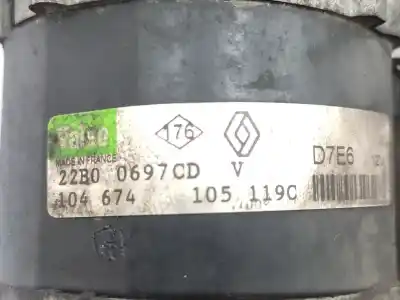 Valeo
176
MADE IN FRANCE
D7E6
22B0 0697CD V
104 674 105 119C